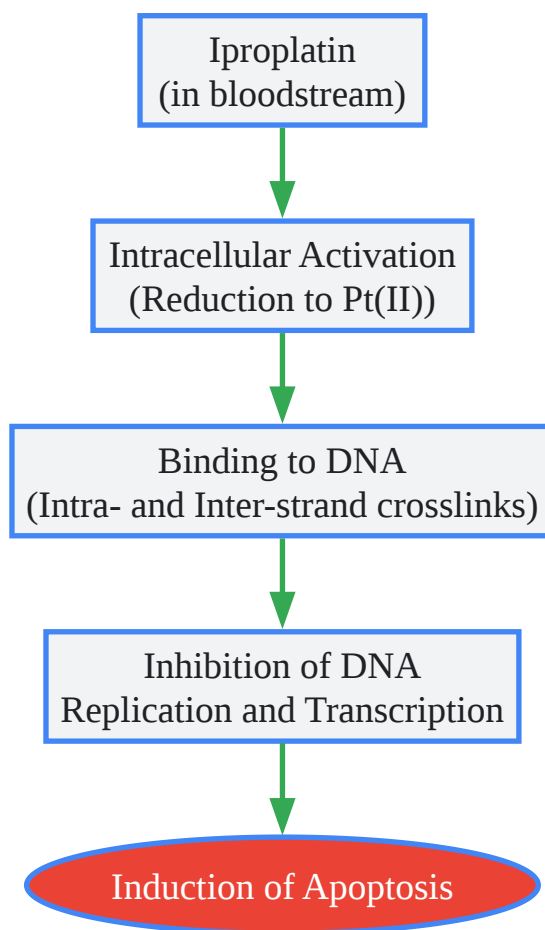 Iproplatin
(in bloodstream)
Intracellular Activation
(Reduction to Pt(II))
Binding to DNA
(Intra- and Inter-strand crosslinks)
Inhibition of DNA
Replication and Transcription
Induction of Apoptosis